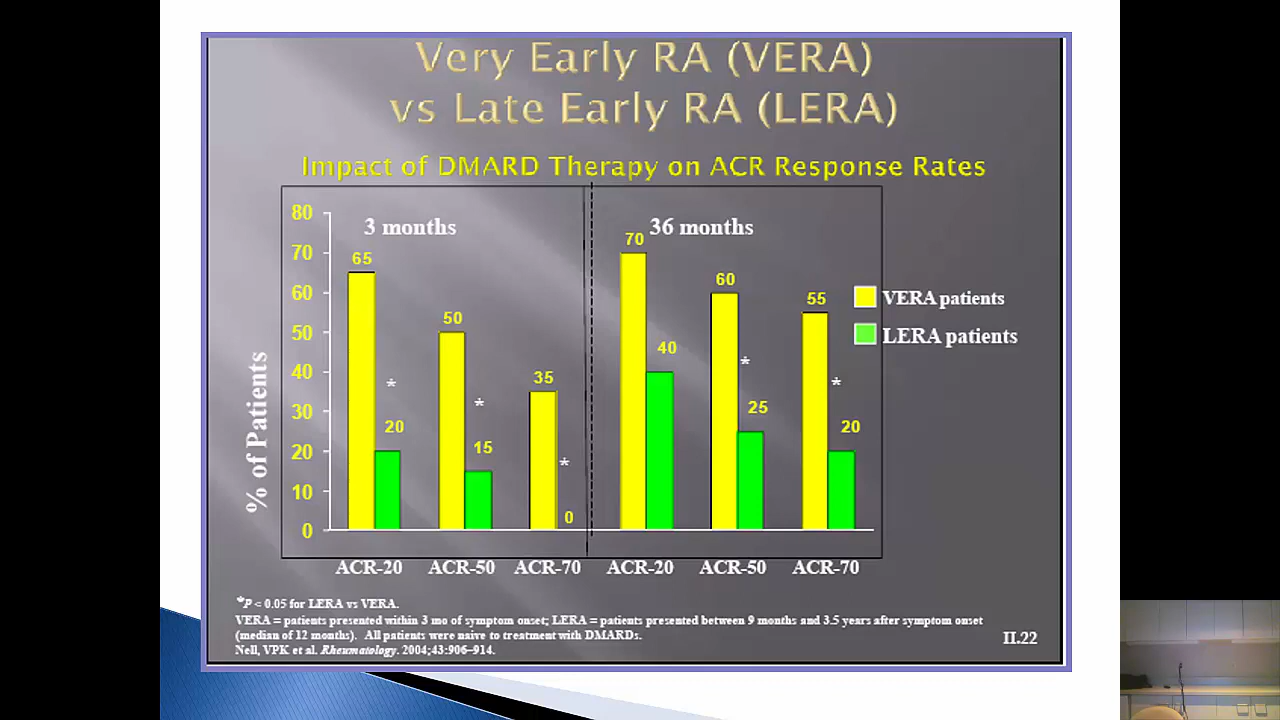 Very Early RA (VERA)
vs Late Early RA (LERA)
Impact of DMARD Therapy on ACR Response Rates
% of Patients
80
70
60
50
40
30
20
10
0
3 months
65
*
20
50
*
15
35
*
0
36 months
70
40
60
*
25
55
*
20
VERA patients
LERA patients
ACR-20 ACR-50 ACR-70 ACR-20 ACR-50 ACR-70
*P < 0.05 for LERA vs VERA.
VERA = patients presented within 3 mo of symptom onset; LERA = patients presented between 9 months and 3.5 years after symptom onset
(median of 12 months). All patients were naive to treatment with DMARDs.
Nell, VPK et al. Rheumatology. 2004;43:906–914.
II.22